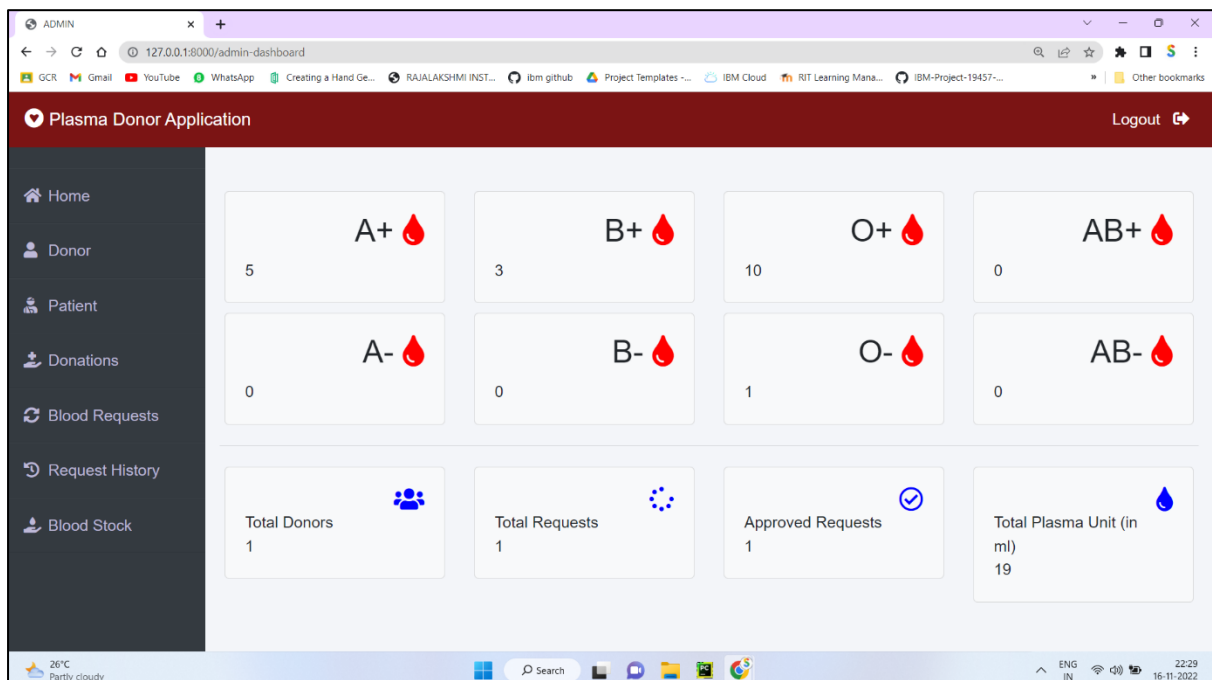 ADMIN
127.0.0.1:8000/admin-dashboard
GCR Gmail YouTube WhatsApp Creating a Hand Ge... RAJALAKSHMI INST... ibm github Project Templates -... IBM Cloud RIT Learning Mana... IBM-Project-19457-... » Other bookmarks
Plasma Donor Application Logout
Home
Donor
Patient
Donations
Blood Requests
Request History
Blood Stock
A+ B+ O+ AB+
5 3 10 0
A- B- O- AB-
0 0 1 0
Total Donors
1
Total Requests
1
Approved Requests
1
Total Plasma Unit (in
ml)
19
26°C
Partly cloudy
Search
ENG
IN
22:29
16-11-2022